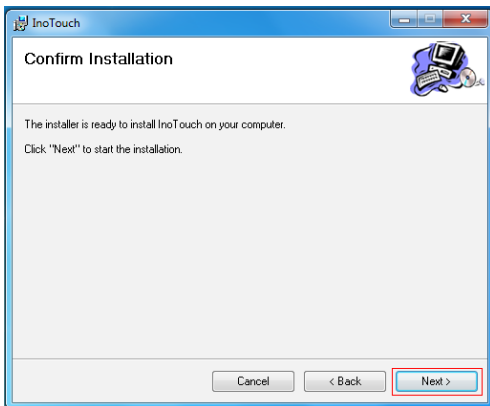 InoTouch
Confirm Installation
The installer is ready to install InoTouch on your computer.
Click "Next" to start the installation.
Cancel
< Back
Next >